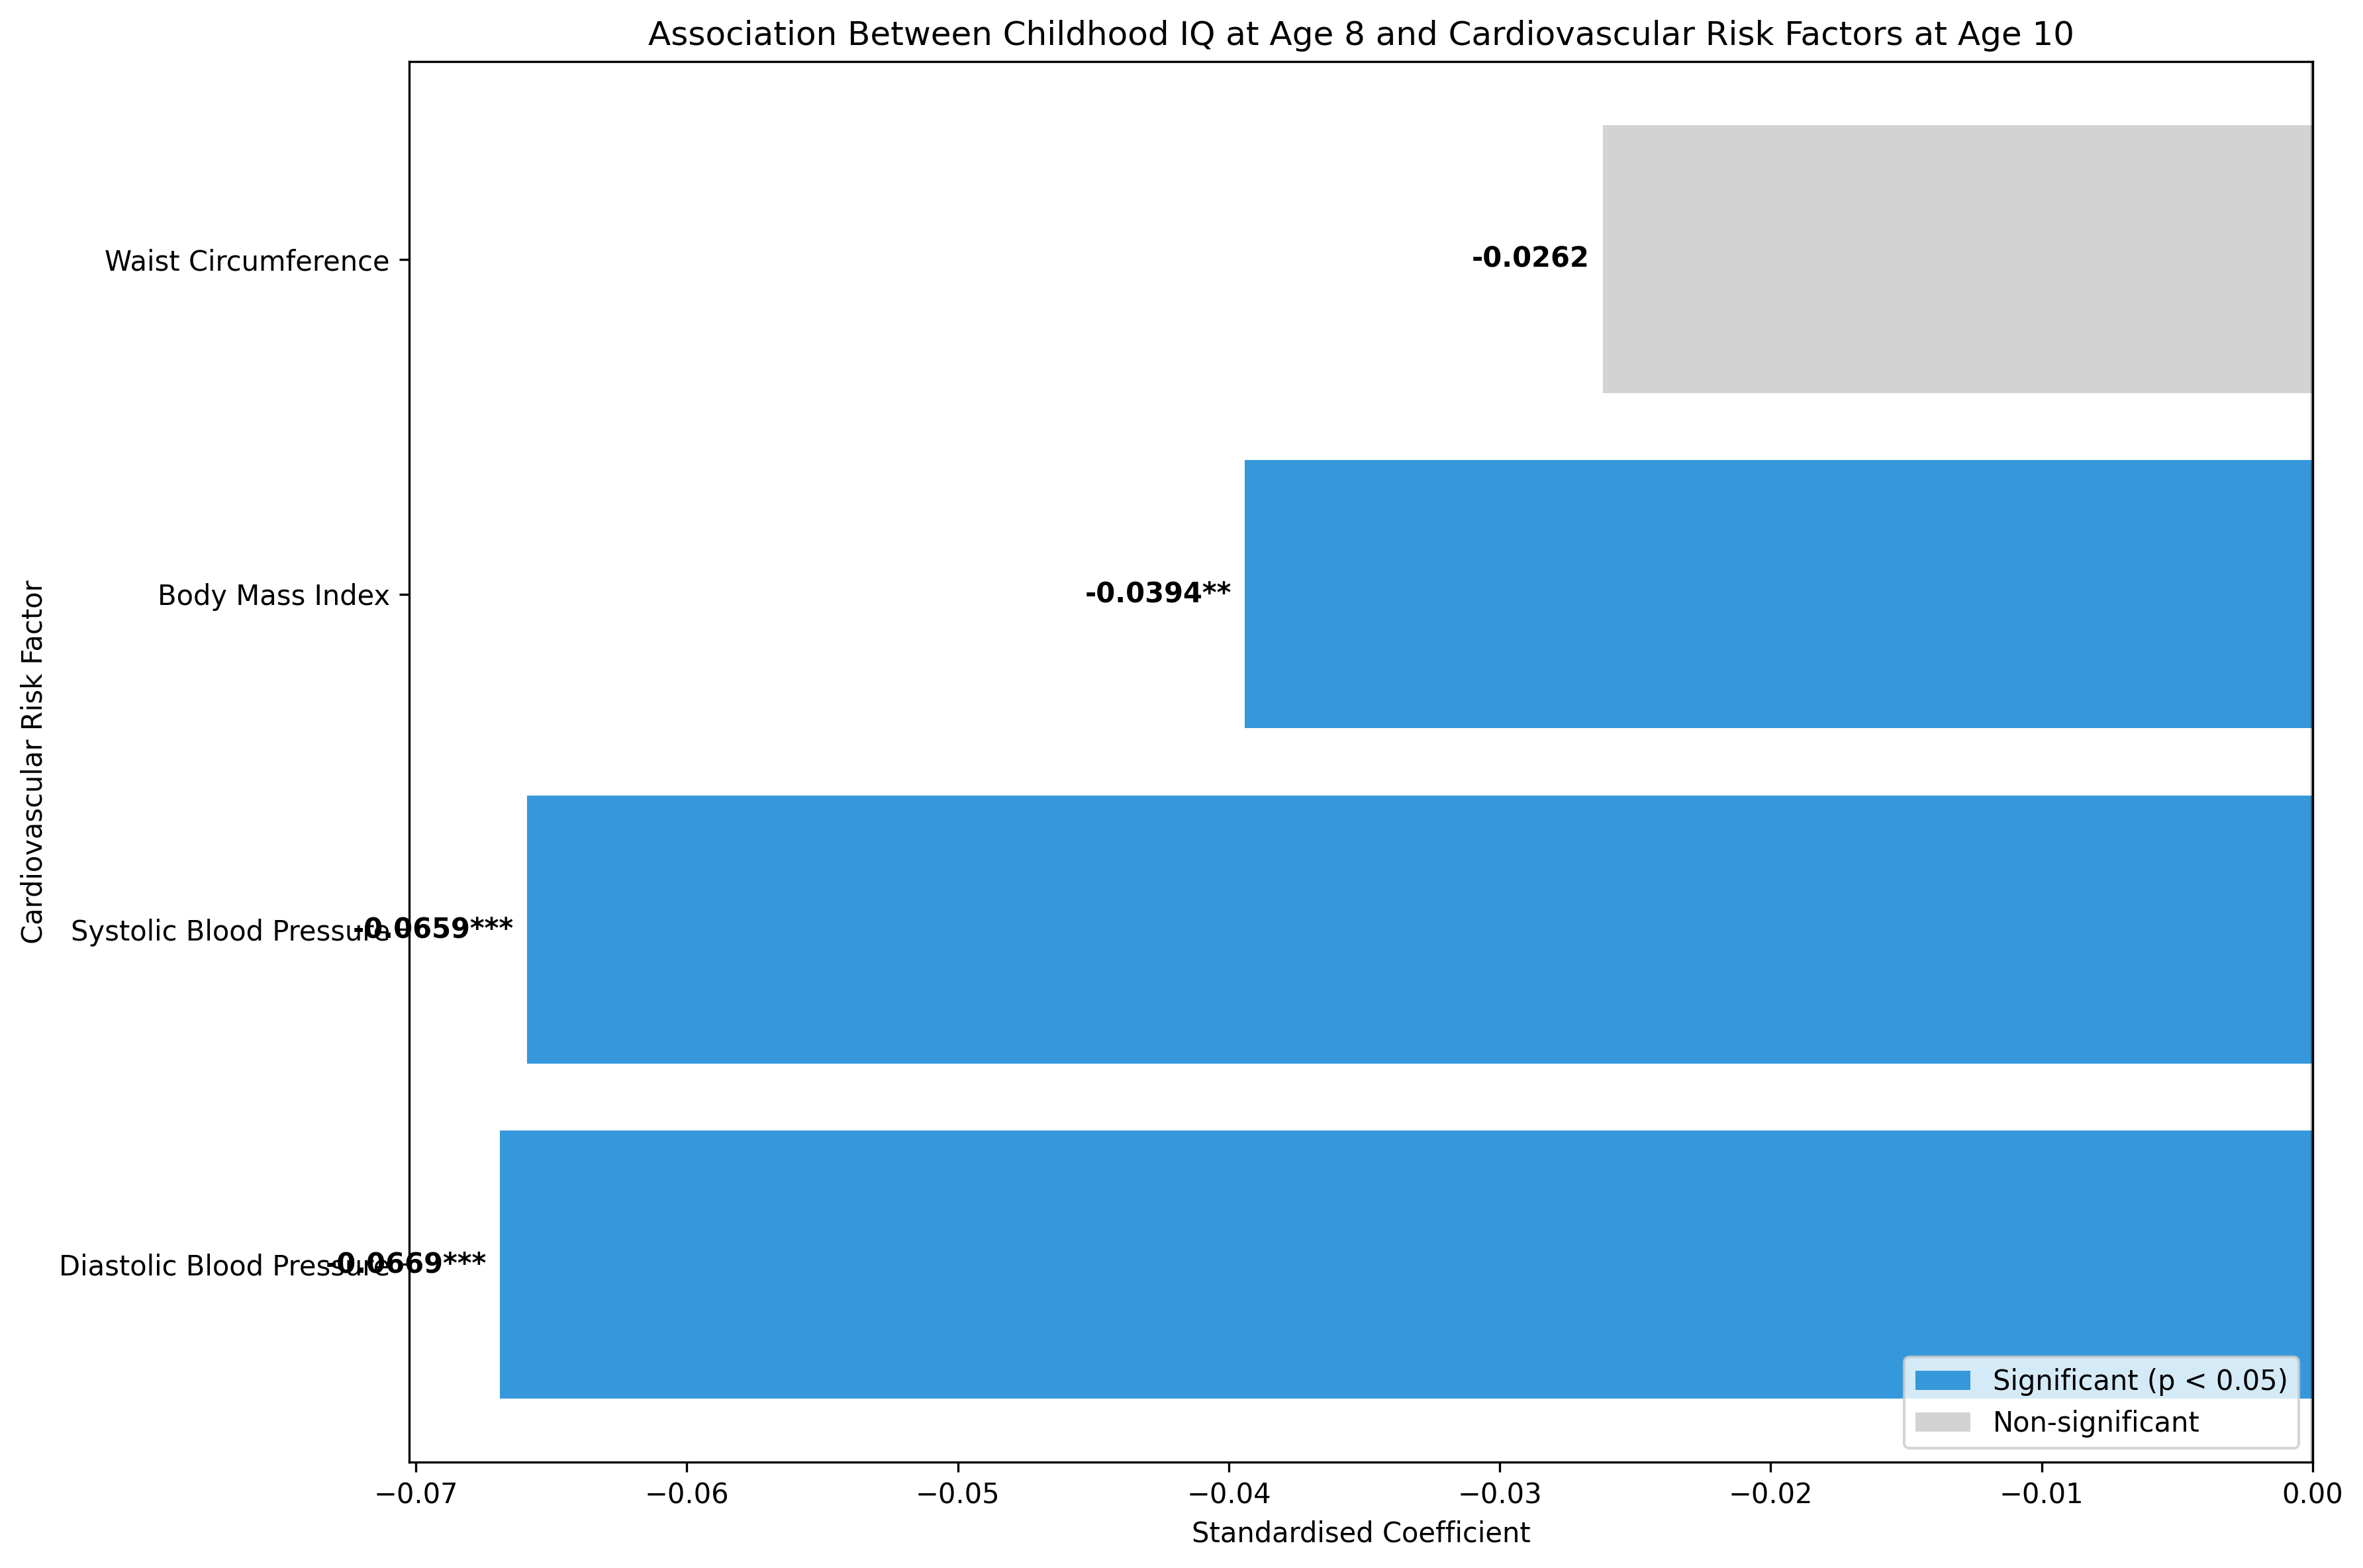 Association Between Childhood IQ at Age 8 and Cardiovascular Risk Factors at Age 10
Cardiovascular Risk Factor
Waist Circumference
-0.0262
Body Mass Index
-0.0394**
Systolic Blood Pressure
-0.0659***
Diastolic Blood Pressure
-0.0669***
Significant (p < 0.05)
Non-significant
−0.07 −0.06 −0.05 −0.04 −0.03 −0.02 −0.01 0.00
Standardised Coefficient